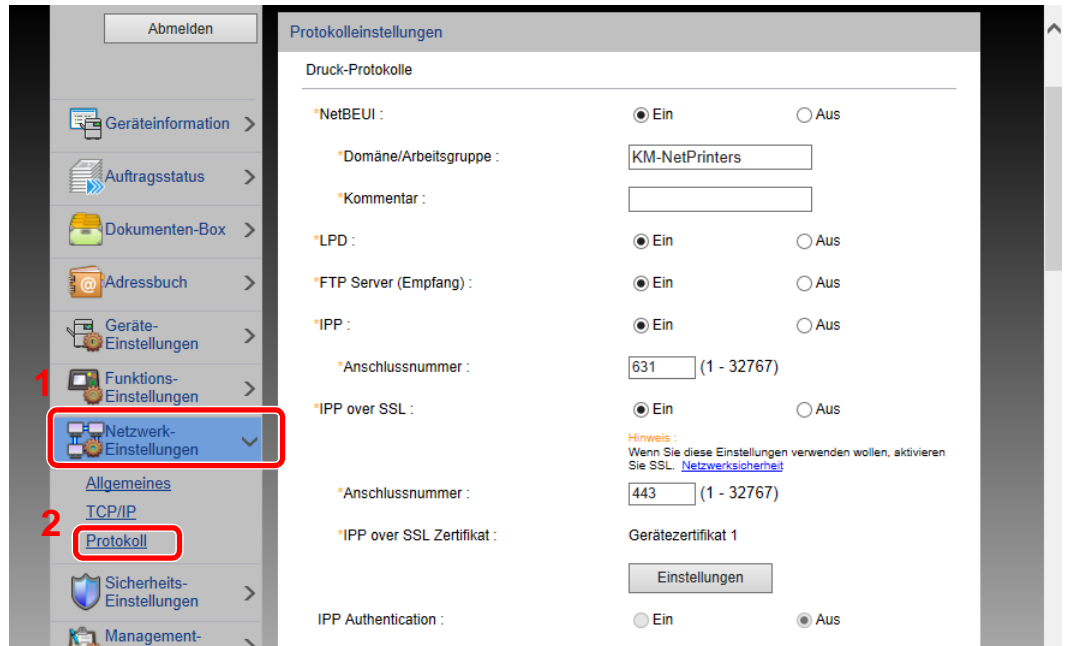 Abmelden
Geräteinformation
Auftragsstatus
Dokumenten-Box
Adressbuch
Geräte-
Einstellungen
1
Funktions-
Einstellungen
Netzwerk-
Einstellungen
Allgemeines
TCP/IP
2
Protokoll
Sicherheits-
Einstellungen
Management-
Protokolleinstellungen
Druck-Protokolle
*NetBEUI : Ein Aus
*Domäne/Arbeitsgruppe : KM-NetPrinters
*Kommentar :
*LPD : Ein Aus
*FTP Server (Empfang) : Ein Aus
*IPP : Ein Aus
*Anschlussnummer : 631 (1 - 32767)
*IPP over SSL : Ein Aus
Hinweis :
Wenn Sie diese Einstellungen verwenden wollen, aktivieren
Sie SSL. Netzwerksicherheit
*Anschlussnummer : 443 (1 - 32767)
*IPP over SSL Zertifikat : Gerätezertifikat 1
Einstellungen
IPP Authentication : Ein Aus